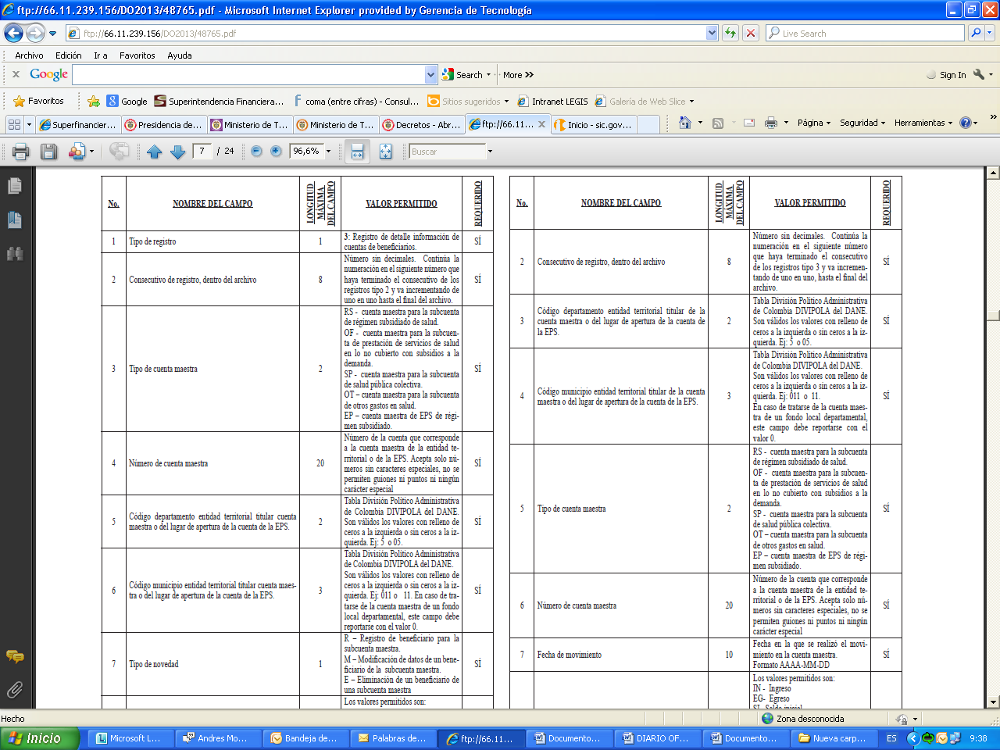 ftp://66.11.239.156/DO2013/48765.pdf - Microsoft Internet Explorer provided by Gerencia de Tecnología
ftp://66.11.239.156/DO2013/48765.pdf
Live Search
Archivo Edición Ir a Favoritos Ayuda
x Google Search More >> Sign In
Favoritos Google Superintendencia Financiera... coma (entre cifras) - Consul... Sitios sugeridos Intranet LEGIS Galería de Web Slice
Superfinancier... Presidencia de... Ministerio de T... Ministerio de T... Decretos - Abr... ftp://66.11.... Inicio - sic.gov... Página Seguridad Herramientas
7 / 24 96,6% Buscar
No. NOMBRE DEL CAMPO LONGITUD MÁXIMA DEL CAMPO VALOR PERMITIDO REQUERIDO
1 Tipo de registro 1 3: Registro de detalle información de
cuentas de beneficiarios. SÍ
2 Consecutivo de registro, dentro del archivo 8 Número sin decimales. Continúa la
numeración en el siguiente número que
haya terminado el consecutivo de los
registros tipo 2 y va incrementando de
uno en uno hasta el final del archivo. SÍ
3 Tipo de cuenta maestra 2 RS - cuenta maestra para la subcuenta
de régimen subsidiado de salud.
OF - cuenta maestra para la subcuen-
ta de prestación de servicios de salud
en lo no cubierto con subsidios a la
demanda.
SP - cuenta maestra para la subcuenta
de salud pública colectiva.
OT – cuenta maestra para la subcuenta
de otros gastos en salud.
EP – cuenta maestra de EPS de régi-
men subsidiado. SÍ
4 Número de cuenta maestra 20 Número de la cuenta que corresponde
a la cuenta maestra de la entidad te-
rritorial o de la EPS. Acepta solo nú-
meros sin caracteres especiales, no se
permiten guiones ni puntos ni ningún
carácter especial SÍ
5 Código departamento entidad territorial titular cuenta
maestra o del lugar de apertura de la cuenta de la EPS. 2 Tabla División Político Administrativa
de Colombia DIVIPOLA del DANE.
Son válidos los valores con relleno de
ceros a la izquierda o sin ceros a la iz-
quierda. Ej: 5 o 05. SÍ
6 Código municipio entidad territorial titular cuenta maes-
tra o del lugar de apertura de la cuenta de la EPS. 3 Tabla División Político Administrativa
de Colombia DIVIPOLA del DANE.
Son válidos los valores con relleno de
ceros a la izquierda o sin ceros a la iz-
quierda. Ej: 011 o 11. En caso de tra-
tarse de la cuenta maestra de un fondo
local departamental, este campo debe
reportarse con el valor 0. SÍ
7 Tipo de novedad 1 R – Registro de beneficiario para la
subcuenta maestra.
M – Modificación de datos de un bene-
ficiario de la subcuenta maestra.
E – Eliminación de un beneficiario de
una subcuenta maestra SÍ
Los valores permitidos son:
No. NOMBRE DEL CAMPO LONGITUD MÁXIMA DEL CAMPO VALOR PERMITIDO REQUERIDO
2 Consecutivo de registro, dentro del archivo 8 Número sin decimales. Continúa la
numeración en el siguiente número
que haya terminado el consecutivo
de los registros tipo 3 y va incremen-
tando de uno en uno, hasta el final del
archivo. SÍ
3 Código departamento entidad territorial titular de la
cuenta maestra o del lugar de apertura de la cuenta de
la EPS. 2 Tabla División Político Administrativa
de Colombia DIVIPOLA del DANE.
Son válidos los valores con relleno de
ceros a la izquierda o sin ceros a la iz-
quierda. Ej: 5 o 05. SÍ
4 Código municipio entidad territorial titular de la cuenta
maestra o del lugar de apertura de la cuenta de la EPS. 3 Tabla División Político Administrativa
de Colombia DIVIPOLA del DANE.
Son válidos los valores con relleno de
ceros a la izquierda o sin ceros a la iz-
quierda. Ej: 011 o 11.
En caso de tratarse de la cuenta maes-
tra de un fondo local departamental,
este campo debe reportarse con el
valor 0. SÍ
5 Tipo de cuenta maestra 2 RS - cuenta maestra para la subcuenta
de régimen subsidiado de salud.
OF - cuenta maestra para la subcuen-
ta de prestación de servicios de salud
en lo no cubierto con subsidios a la
demanda.
SP - cuenta maestra para la subcuenta
de salud pública colectiva.
OT – cuenta maestra para la subcuenta
de otros gastos en salud.
EP – cuenta maestra de EPS de régi-
men subsidiado. SÍ
6 Número de cuenta maestra 20 Número de la cuenta que corresponde
a la cuenta maestra de la entidad te-
rritorial o de la EPS. Acepta solo nú-
meros sin caracteres especiales, no se
permiten guiones ni puntos ni ningún
carácter especial SÍ
7 Fecha de movimiento 10 Fecha en la que se realizó el movi-
miento en la cuenta maestra.
Formato AAAA-MM-DD SÍ
Los valores permitidos son:
IN - Ingreso
EG- Egreso
SI- Saldo inicial
Hecho Zona desconocida
Inicio Microsoft L... Andres Mo... Bandeja de... Palabras de... ftp://66.11.... Documento... DIARIO OF... Documento... Nueva carp... ES 9:38